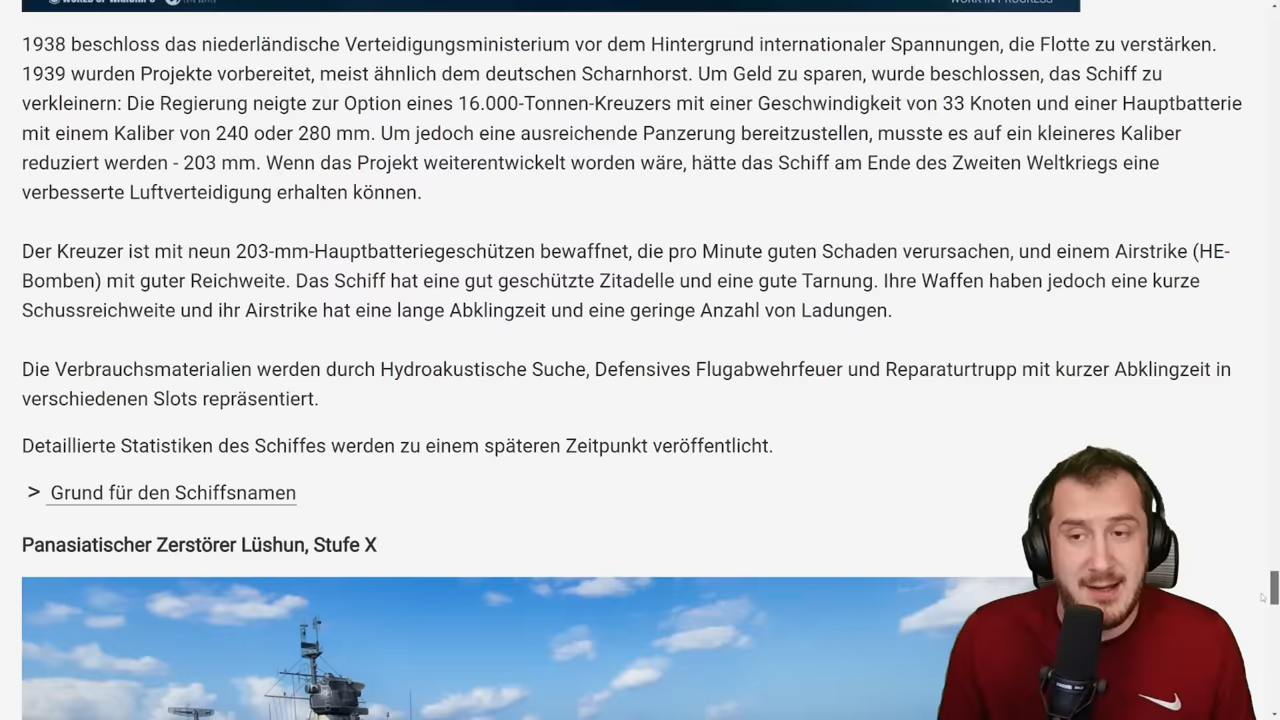 WORLD OF WARSHIPS
WORK IN PROGRESS
1938 beschloss das niederländische Verteidigungsministerium vor dem Hintergrund internationaler Spannungen, die Flotte zu verstärken.
1939 wurden Projekte vorbereitet, meist ähnlich dem deutschen Scharnhorst. Um Geld zu sparen, wurde beschlossen, das Schiff zu
verkleinern: Die Regierung neigte zur Option eines 16.000-Tonnen-Kreuzers mit einer Geschwindigkeit von 33 Knoten und einer Hauptbatterie
mit einem Kaliber von 240 oder 280 mm. Um jedoch eine ausreichende Panzerung bereitzustellen, musste es auf ein kleineres Kaliber
reduziert werden - 203 mm. Wenn das Projekt weiterentwickelt worden wäre, hätte das Schiff am Ende des Zweiten Weltkriegs eine
verbesserte Luftverteidigung erhalten können.
Der Kreuzer ist mit neun 203-mm-Hauptbatteriegeschützen bewaffnet, die pro Minute guten Schaden verursachen, und einem Airstrike (HE-
Bomben) mit guter Reichweite. Das Schiff hat eine gut geschützte Zitadelle und eine gute Tarnung. Ihre Waffen haben jedoch eine kurze
Schussreichweite und ihr Airstrike hat eine lange Abklingzeit und eine geringe Anzahl von Ladungen.
Die Verbrauchsmaterialien werden durch Hydroakustische Suche, Defensives Flugabwehrfeuer und Reparaturtrupp mit kurzer Abklingzeit in
verschiedenen Slots repräsentiert.
Detaillierte Statistiken des Schiffes werden zu einem späteren Zeitpunkt veröffentlicht.
> Grund für den Schiffsnamen
Panasiatischer Zerstörer Lüshun, Stufe X